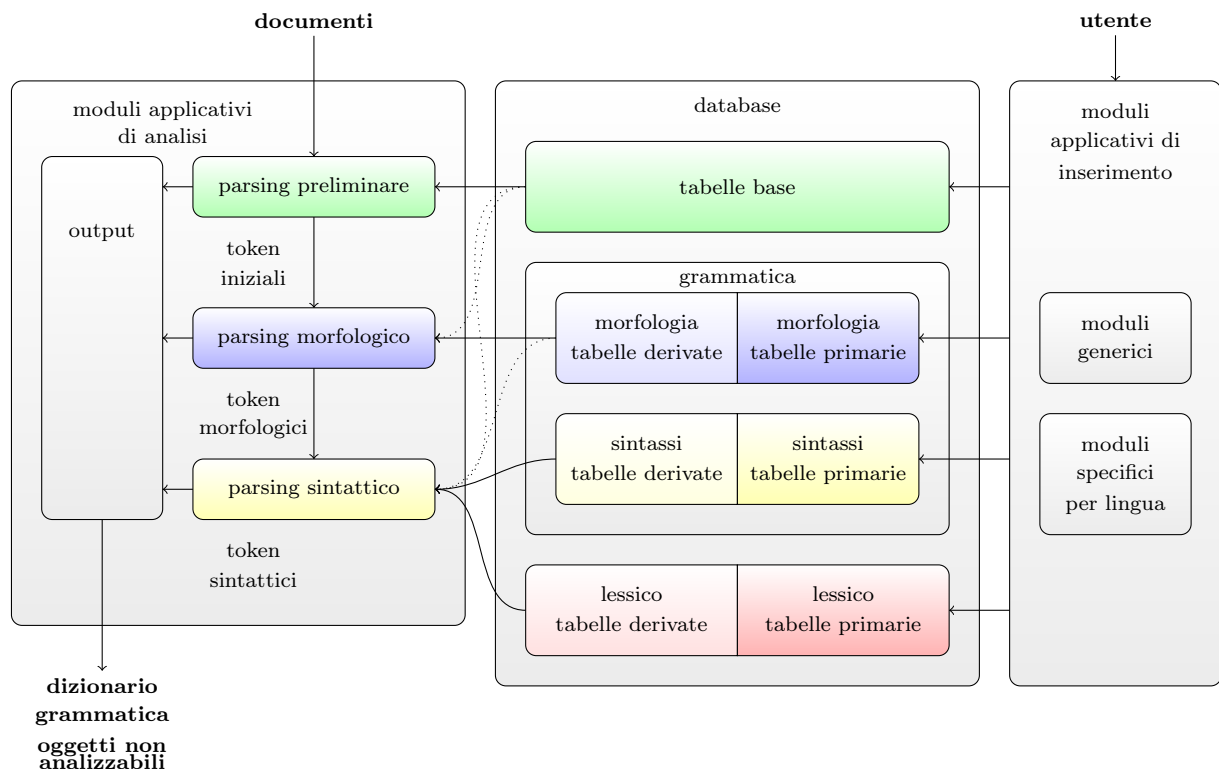 documenti
utente
moduli applicativi
di analisi
output
parsing preliminare
token
iniziali
parsing morfologico
token
morfologici
parsing sintattico
token
sintattici
dizionario
grammatica
oggetti non
analizzabili
database
tabelle base
grammatica
morfologia
tabelle derivate
morfologia
tabelle primarie
sintassi
tabelle derivate
sintassi
tabelle primarie
lessico
tabelle derivate
lessico
tabelle primarie
moduli
applicativi di
inserimento
moduli
generici
moduli
specifici
per lingua